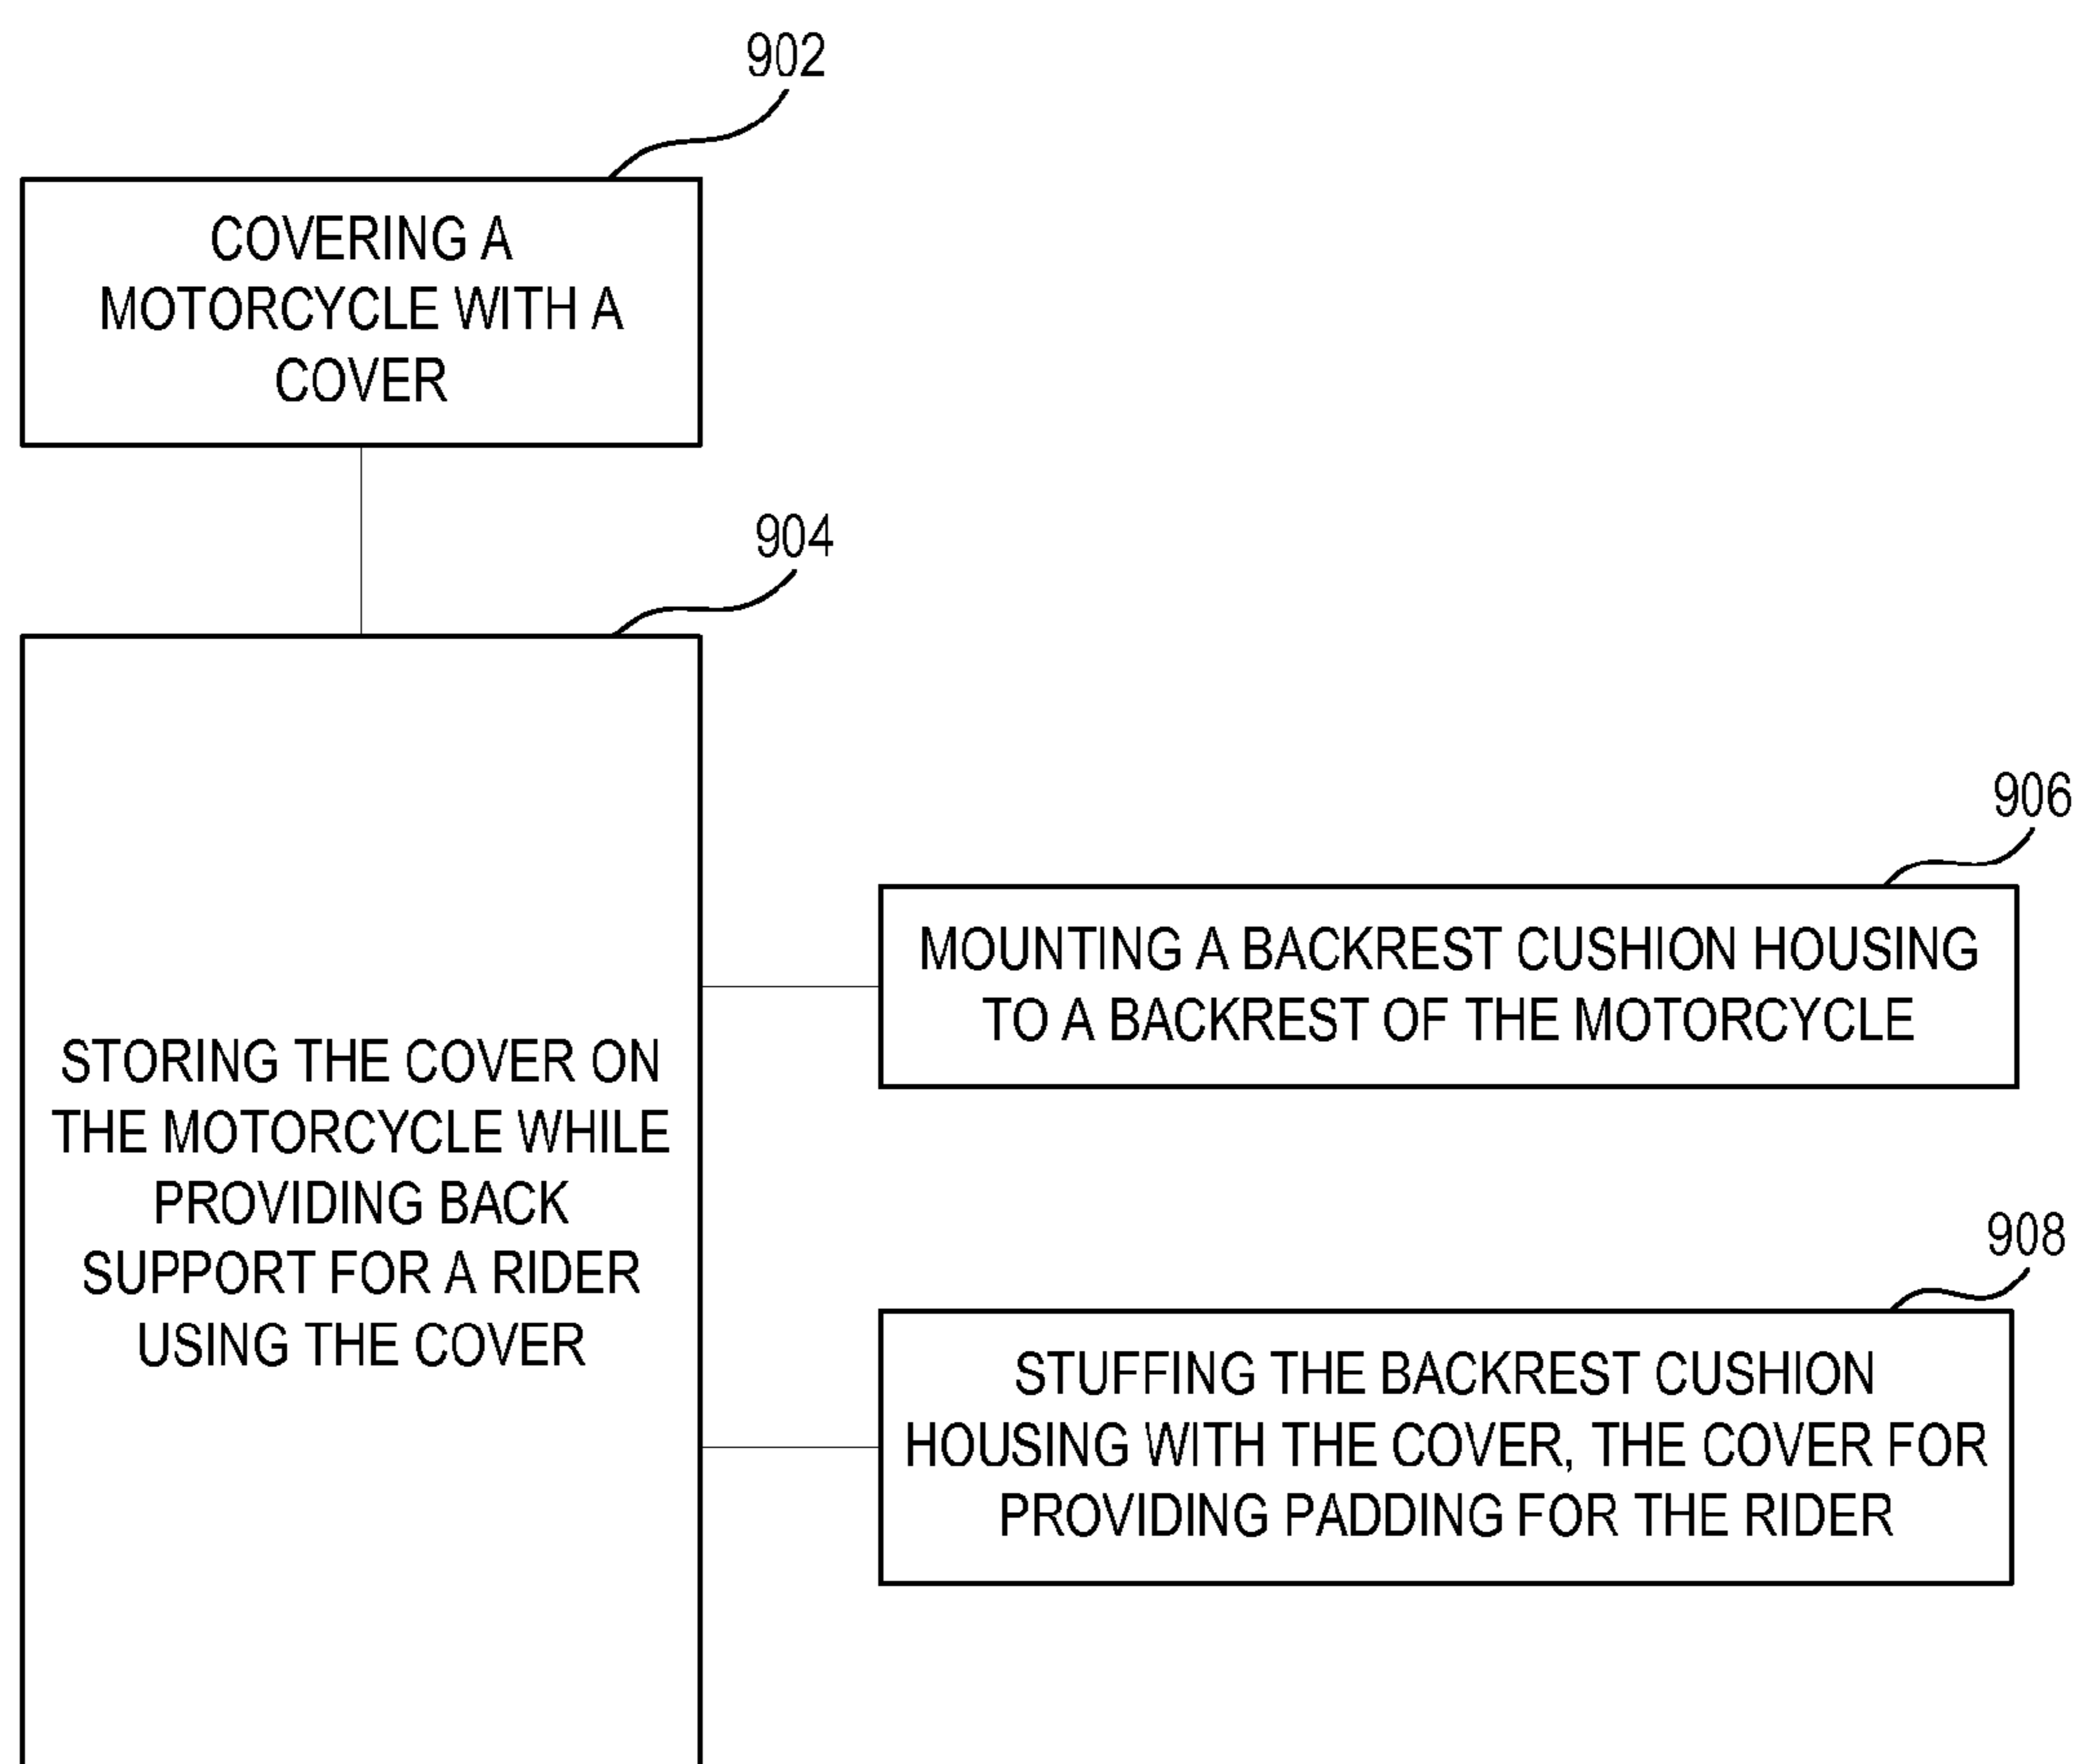 902
COVERING A
MOTORCYCLE WITH A
COVER
904
STORING THE COVER ON
THE MOTORCYCLE WHILE
PROVIDING BACK
SUPPORT FOR A RIDER
USING THE COVER
906
MOUNTING A BACKREST CUSHION HOUSING
TO A BACKREST OF THE MOTORCYCLE
908
STUFFING THE BACKREST CUSHION
HOUSING WITH THE COVER, THE COVER FOR
PROVIDING PADDING FOR THE RIDER